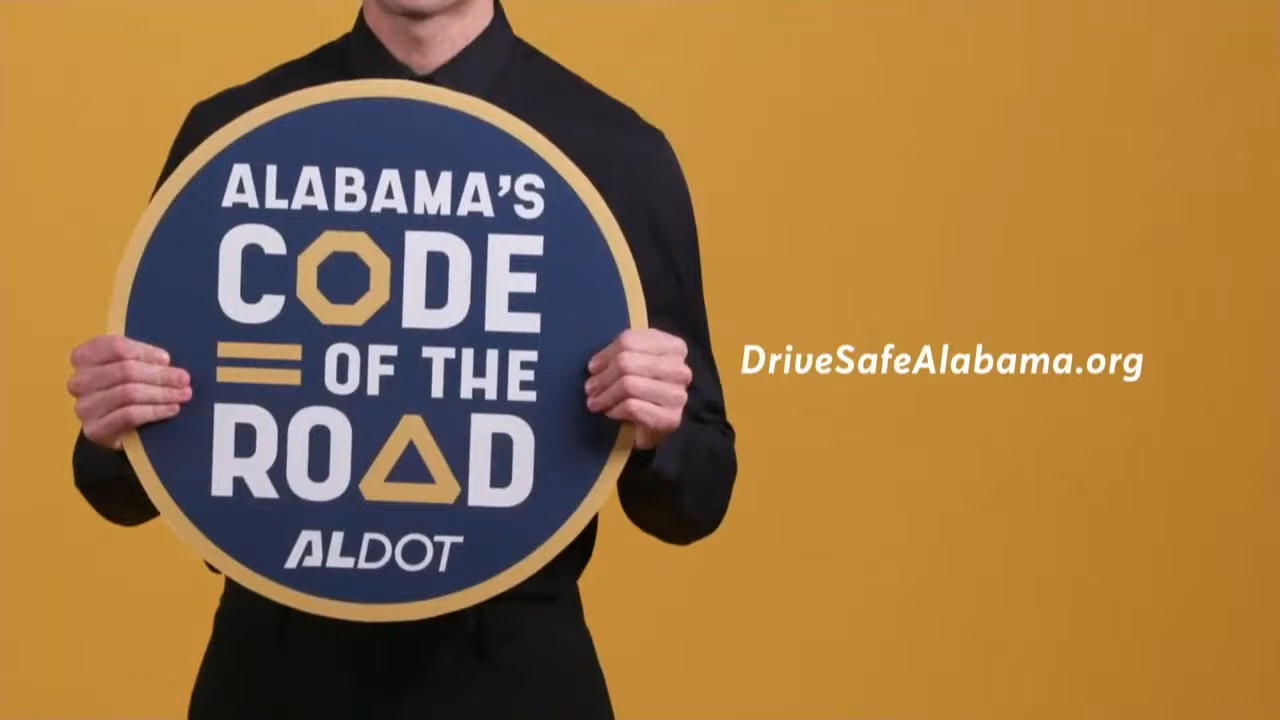 ALABAMA'S
CODE
OF THE
ROAD
ALDOT
DriveSafeAlabama.org